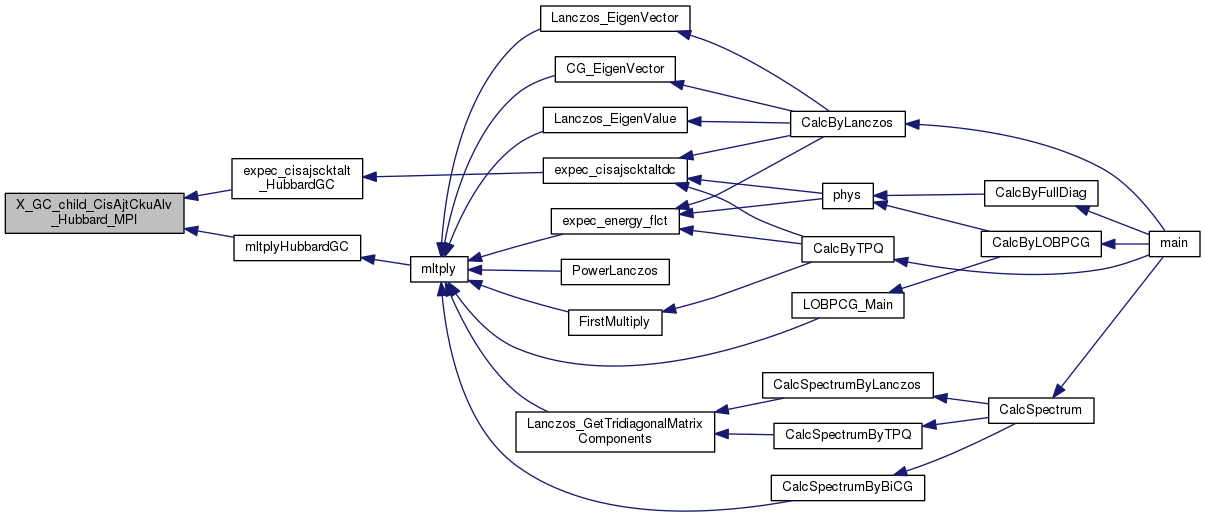 Lanczos_EigenVector
CG_EigenVector
Lanczos_EigenValue
CalcByLanczos
expec_cisajscktalt
_HubbardGC
expec_cisajscktaltdc
X_GC_child_CisAjtCkuAlv
_Hubbard_MPI
phys
CalcByFullDiag
expec_energy_flct
mltplyHubbardGC
CalcByTPQ
CalcByLOBPCG
main
mltply
PowerLanczos
LOBPCG_Main
FirstMultiply
CalcSpectrumByLanczos
CalcSpectrum
Lanczos_GetTridiagonalMatrix
Components
CalcSpectrumByTPQ
CalcSpectrumByBiCG